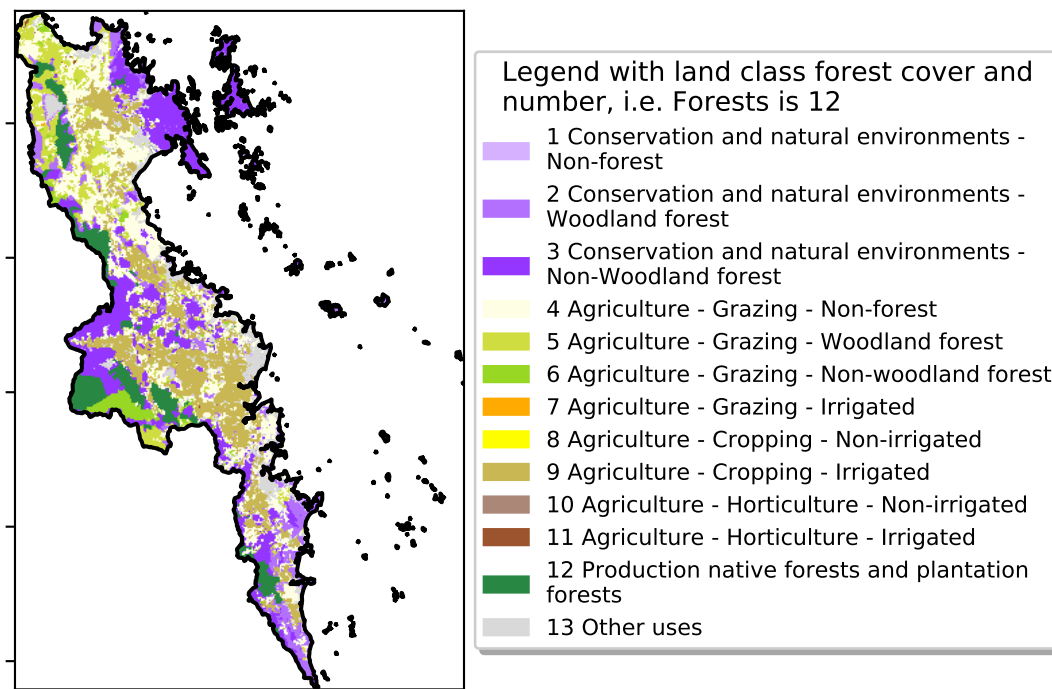 Legend with land class forest cover and
number, i.e. Forests is 12
1 Conservation and natural environments -
Non-forest
2 Conservation and natural environments -
Woodland forest
3 Conservation and natural environments -
Non-Woodland forest
4 Agriculture - Grazing - Non-forest
5 Agriculture - Grazing - Woodland forest
6 Agriculture - Grazing - Non-woodland forest
7 Agriculture - Grazing - Irrigated
8 Agriculture - Cropping - Non-irrigated
9 Agriculture - Cropping - Irrigated
10 Agriculture - Horticulture - Non-irrigated
11 Agriculture - Horticulture - Irrigated
12 Production native forests and plantation
forests
13 Other uses